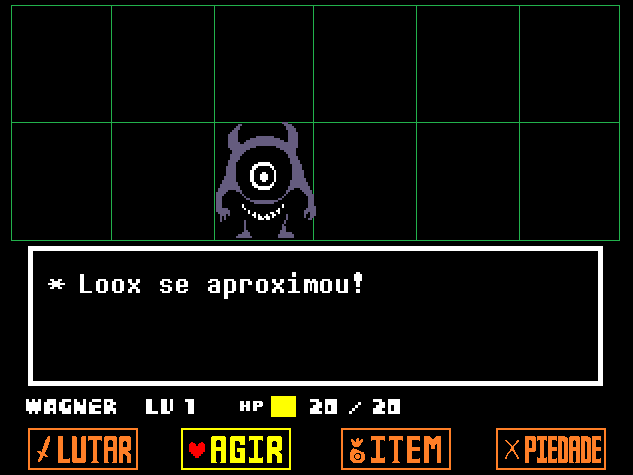 * Loox se aproximou!
WAGNER LV 1 HP 20 / 20
LUTAR AGIR ITEM PIEDADE